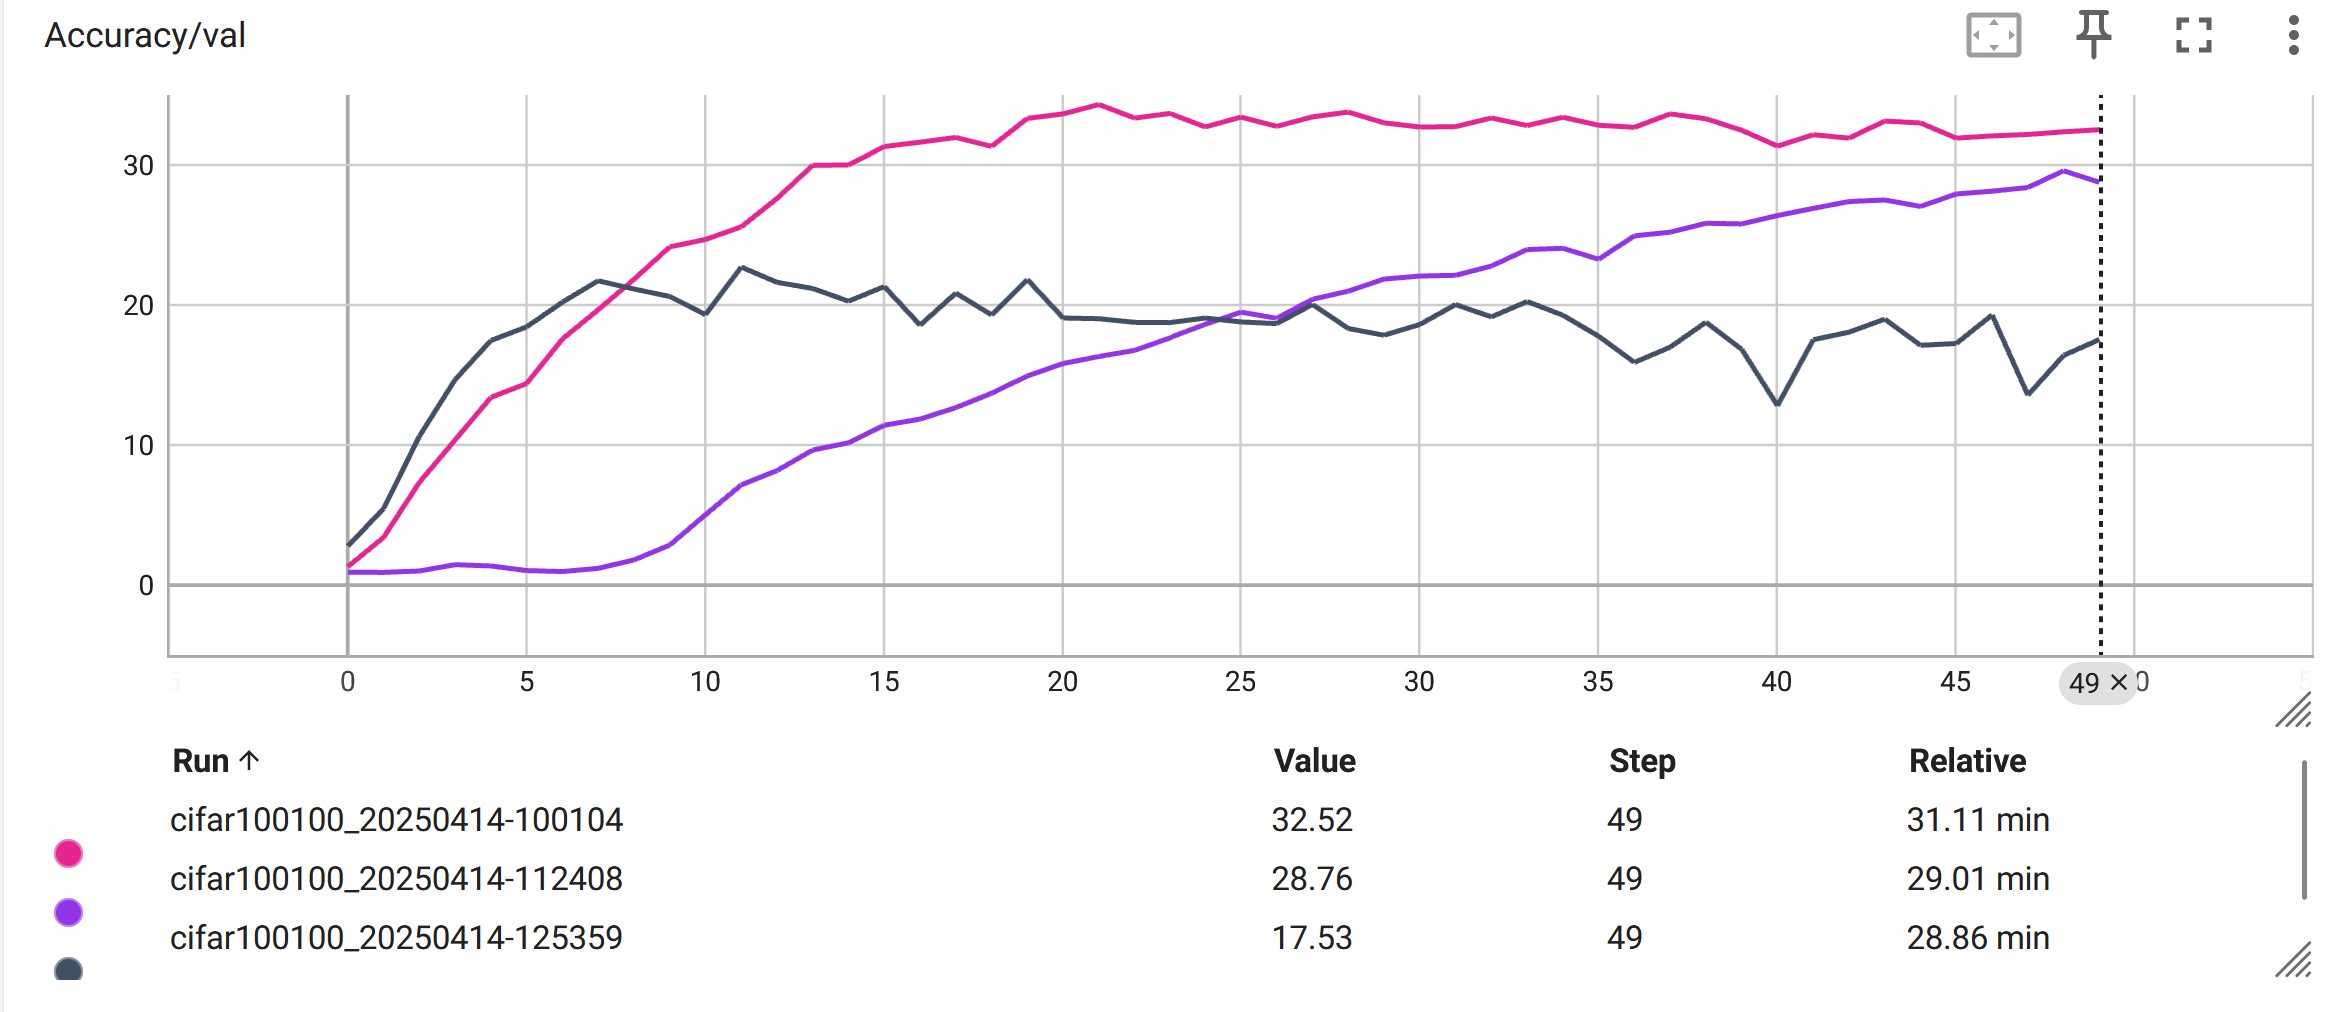 Accuracy/val
30
20
10
0
0 5 10 15 20 25 30 35 40 45 49 × 0
Run ↑ Value Step Relative
cifar100100_20250414-100104 32.52 49 31.11 min
cifar100100_20250414-112408 28.76 49 29.01 min
cifar100100_20250414-125359 17.53 49 28.86 min